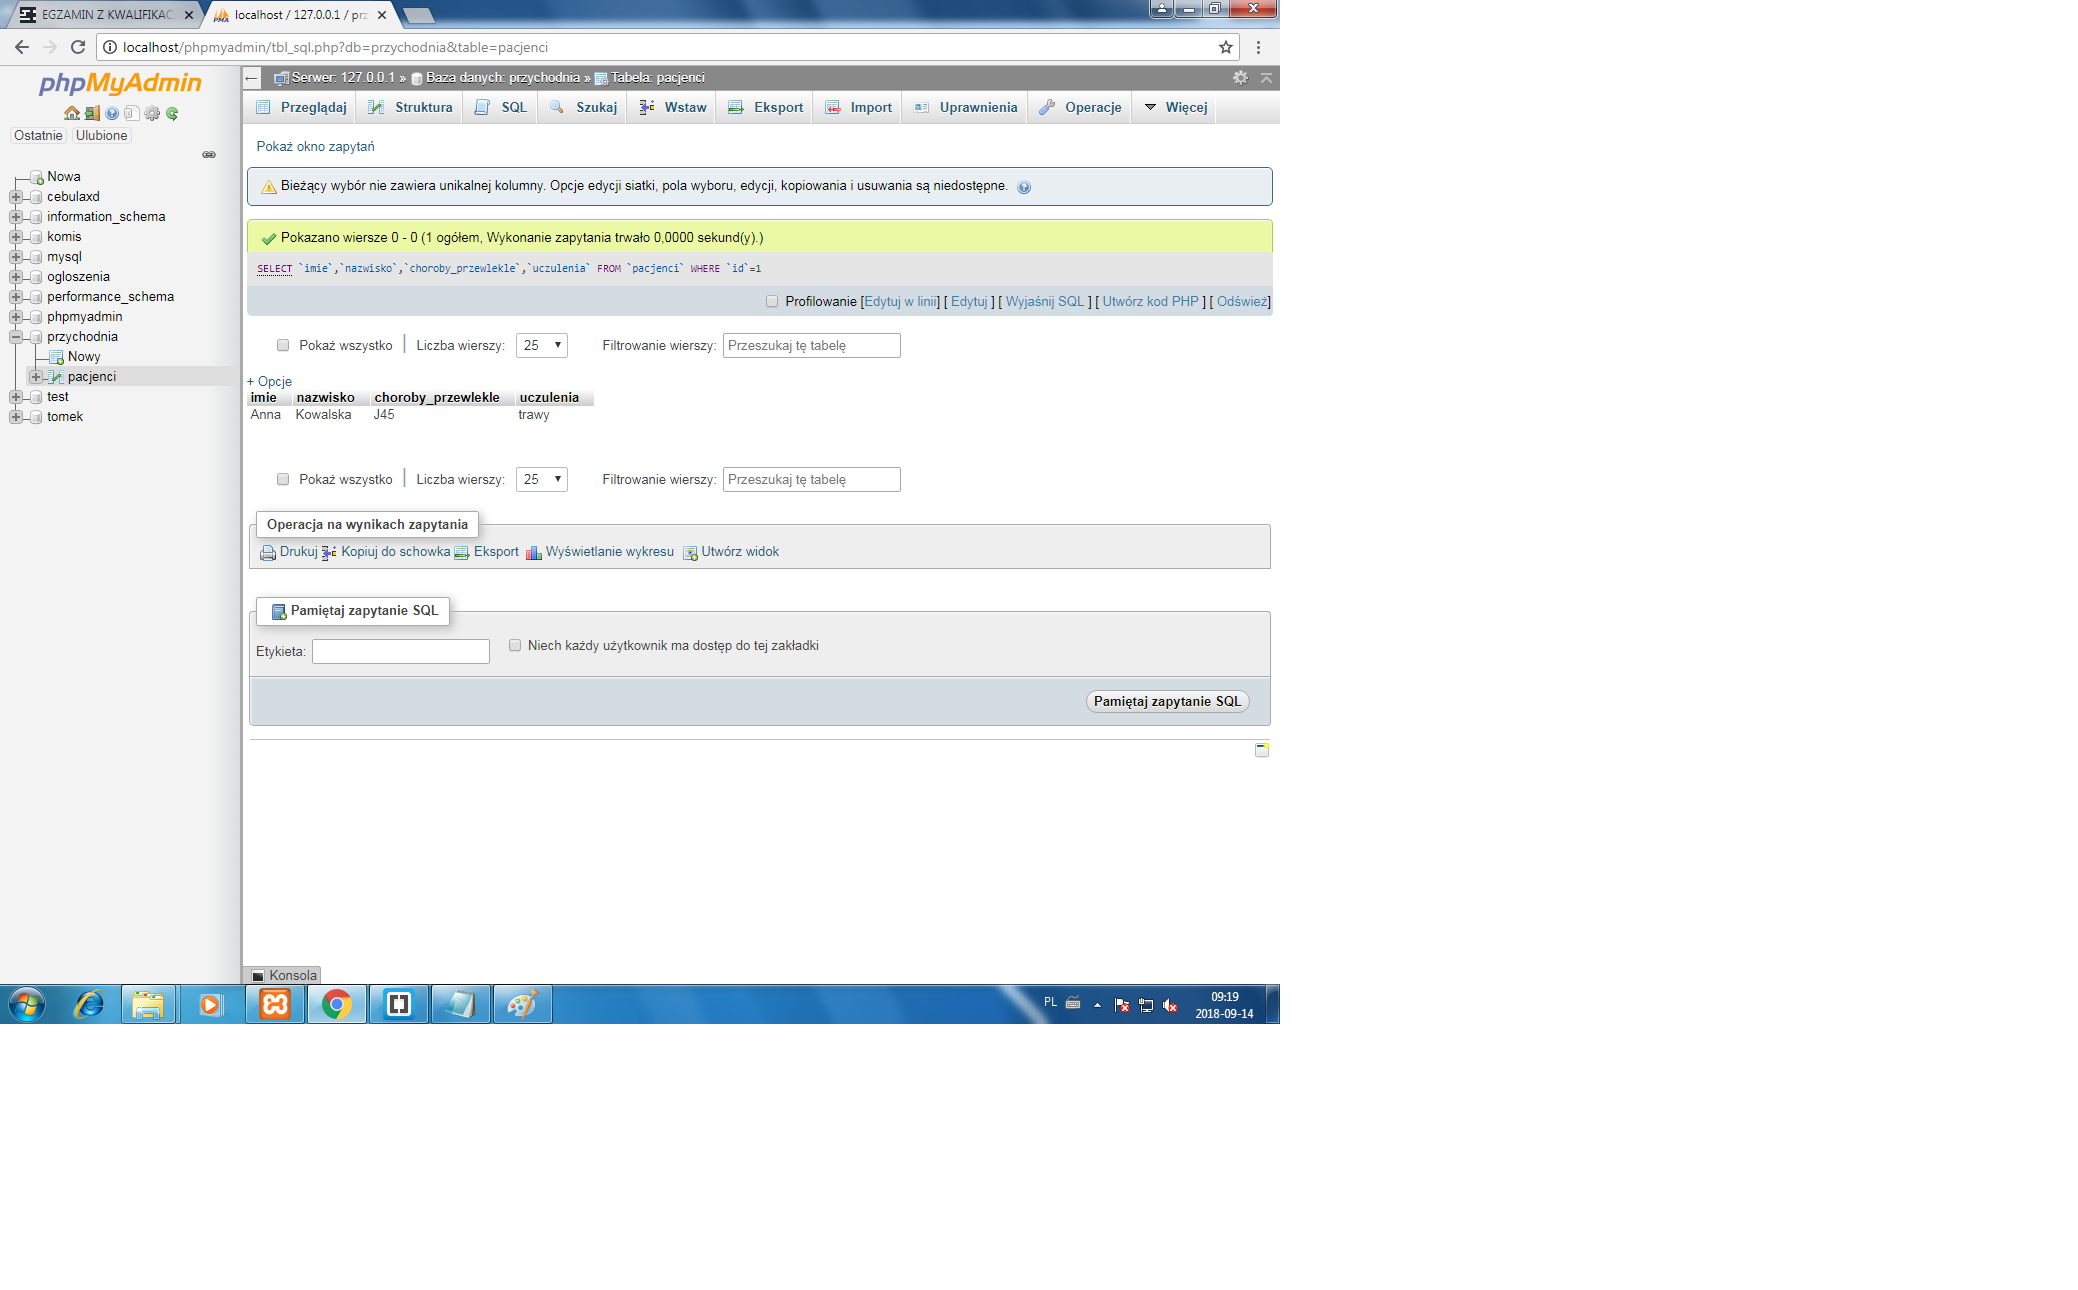 EGZAMIN Z KWALIFIKAC
localhost / 127.0.0.1 / prz
localhost/phpmyadmin/tbl_sql.php?db=przychodnia&table=pacjenci
phpMyAdmin
Ostatnie Ulubione
Nowa
cebulaxd
information_schema
komis
mysql
ogloszenia
performance_schema
phpmyadmin
przychodnia
Nowy
pacjenci
test
tomek
Serwer: 127.0.0.1 » Baza danych: przychodnia » Tabela: pacjenci
Przeglądaj Struktura SQL Szukaj Wstaw Eksport Import Uprawnienia Operacje Więcej
Pokaż okno zapytań
Bieżący wybór nie zawiera unikalnej kolumny. Opcje edycji siatki, pola wyboru, edycji, kopiowania i usuwania są niedostępne.
Pokazano wiersze 0 - 0 (1 ogółem, Wykonanie zapytania trwało 0,0000 sekund(y).)
SELECT `imie`,`nazwisko`,`choroby_przewlekle`,`uczulenia` FROM `pacjenci` WHERE `id`=1
Profilowanie [Edytuj w linii] [ Edytuj ] [ Wyjaśnij SQL ] [ Utwórz kod PHP ] [ Odśwież]
Pokaż wszystko Liczba wierszy: 25 Filtrowanie wierszy: Przeszukaj tę tabelę
+ Opcje
imie nazwisko choroby_przewlekle uczulenia
Anna Kowalska J45 trawy
Pokaż wszystko Liczba wierszy: 25 Filtrowanie wierszy: Przeszukaj tę tabelę
Operacja na wynikach zapytania
Drukuj Kopiuj do schowka Eksport Wyświetlanie wykresu Utwórz widok
Pamiętaj zapytanie SQL
Etykieta: Niech każdy użytkownik ma dostęp do tej zakładki
Pamiętaj zapytanie SQL
Konsola
PL
09:19
2018-09-14